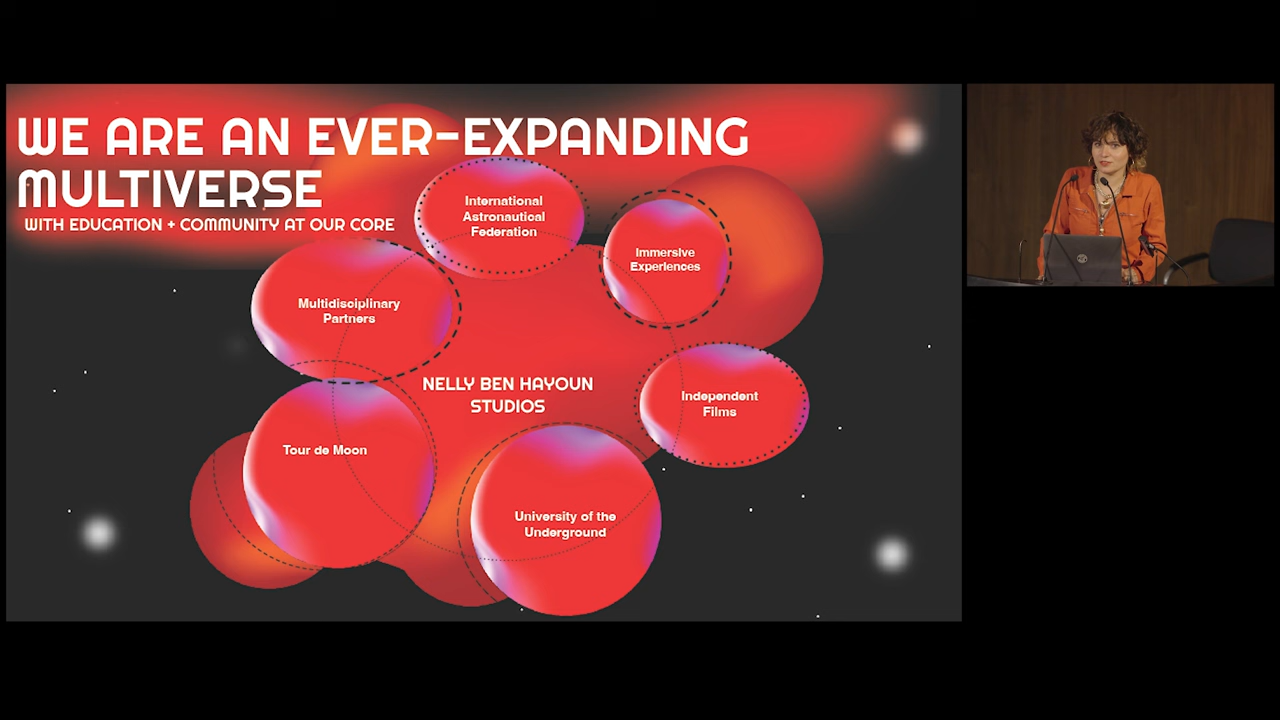 WE ARE AN EVER-EXPANDING
MULTIVERSE
WITH EDUCATION + COMMUNITY AT OUR CORE
International
Astronautical
Federation
Immersive
Experiences
Multidisciplinary
Partners
NELLY BEN HAYOUN
STUDIOS
Independent
Films
Tour de Moon
University of the
Underground